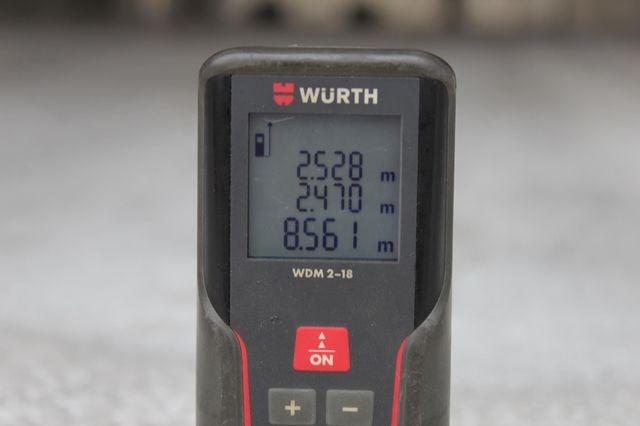 WÜRTH
2.528 m
2.470 m
8.561 m
WDM 2-18
ON
+ −